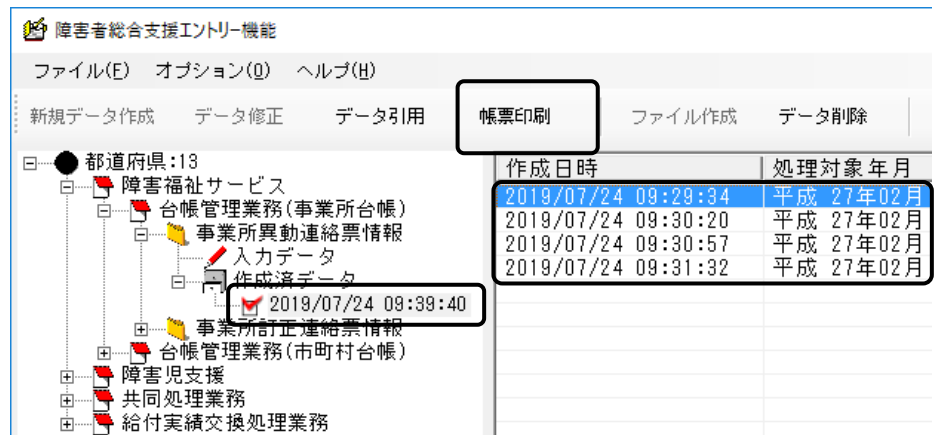 障害者総合支援エントリー機能
ファイル(F) オプション(O) ヘルプ(H)
新規データ作成 データ修正 データ引用 帳票印刷 ファイル作成 データ削除
都道府県:13
障害福祉サービス
台帳管理業務(事業所台帳)
事業所異動連絡票情報
入力データ
作成済データ
2019/07/24 09:39:40
事業所訂正連絡票情報
台帳管理業務(市町村台帳)
障害児支援
共同処理業務
給付実績交換処理業務
作成日時 処理対象年月
2019/07/24 09:29:34 平成 27年02月
2019/07/24 09:30:20 平成 27年02月
2019/07/24 09:30:57 平成 27年02月
2019/07/24 09:31:32 平成 27年02月